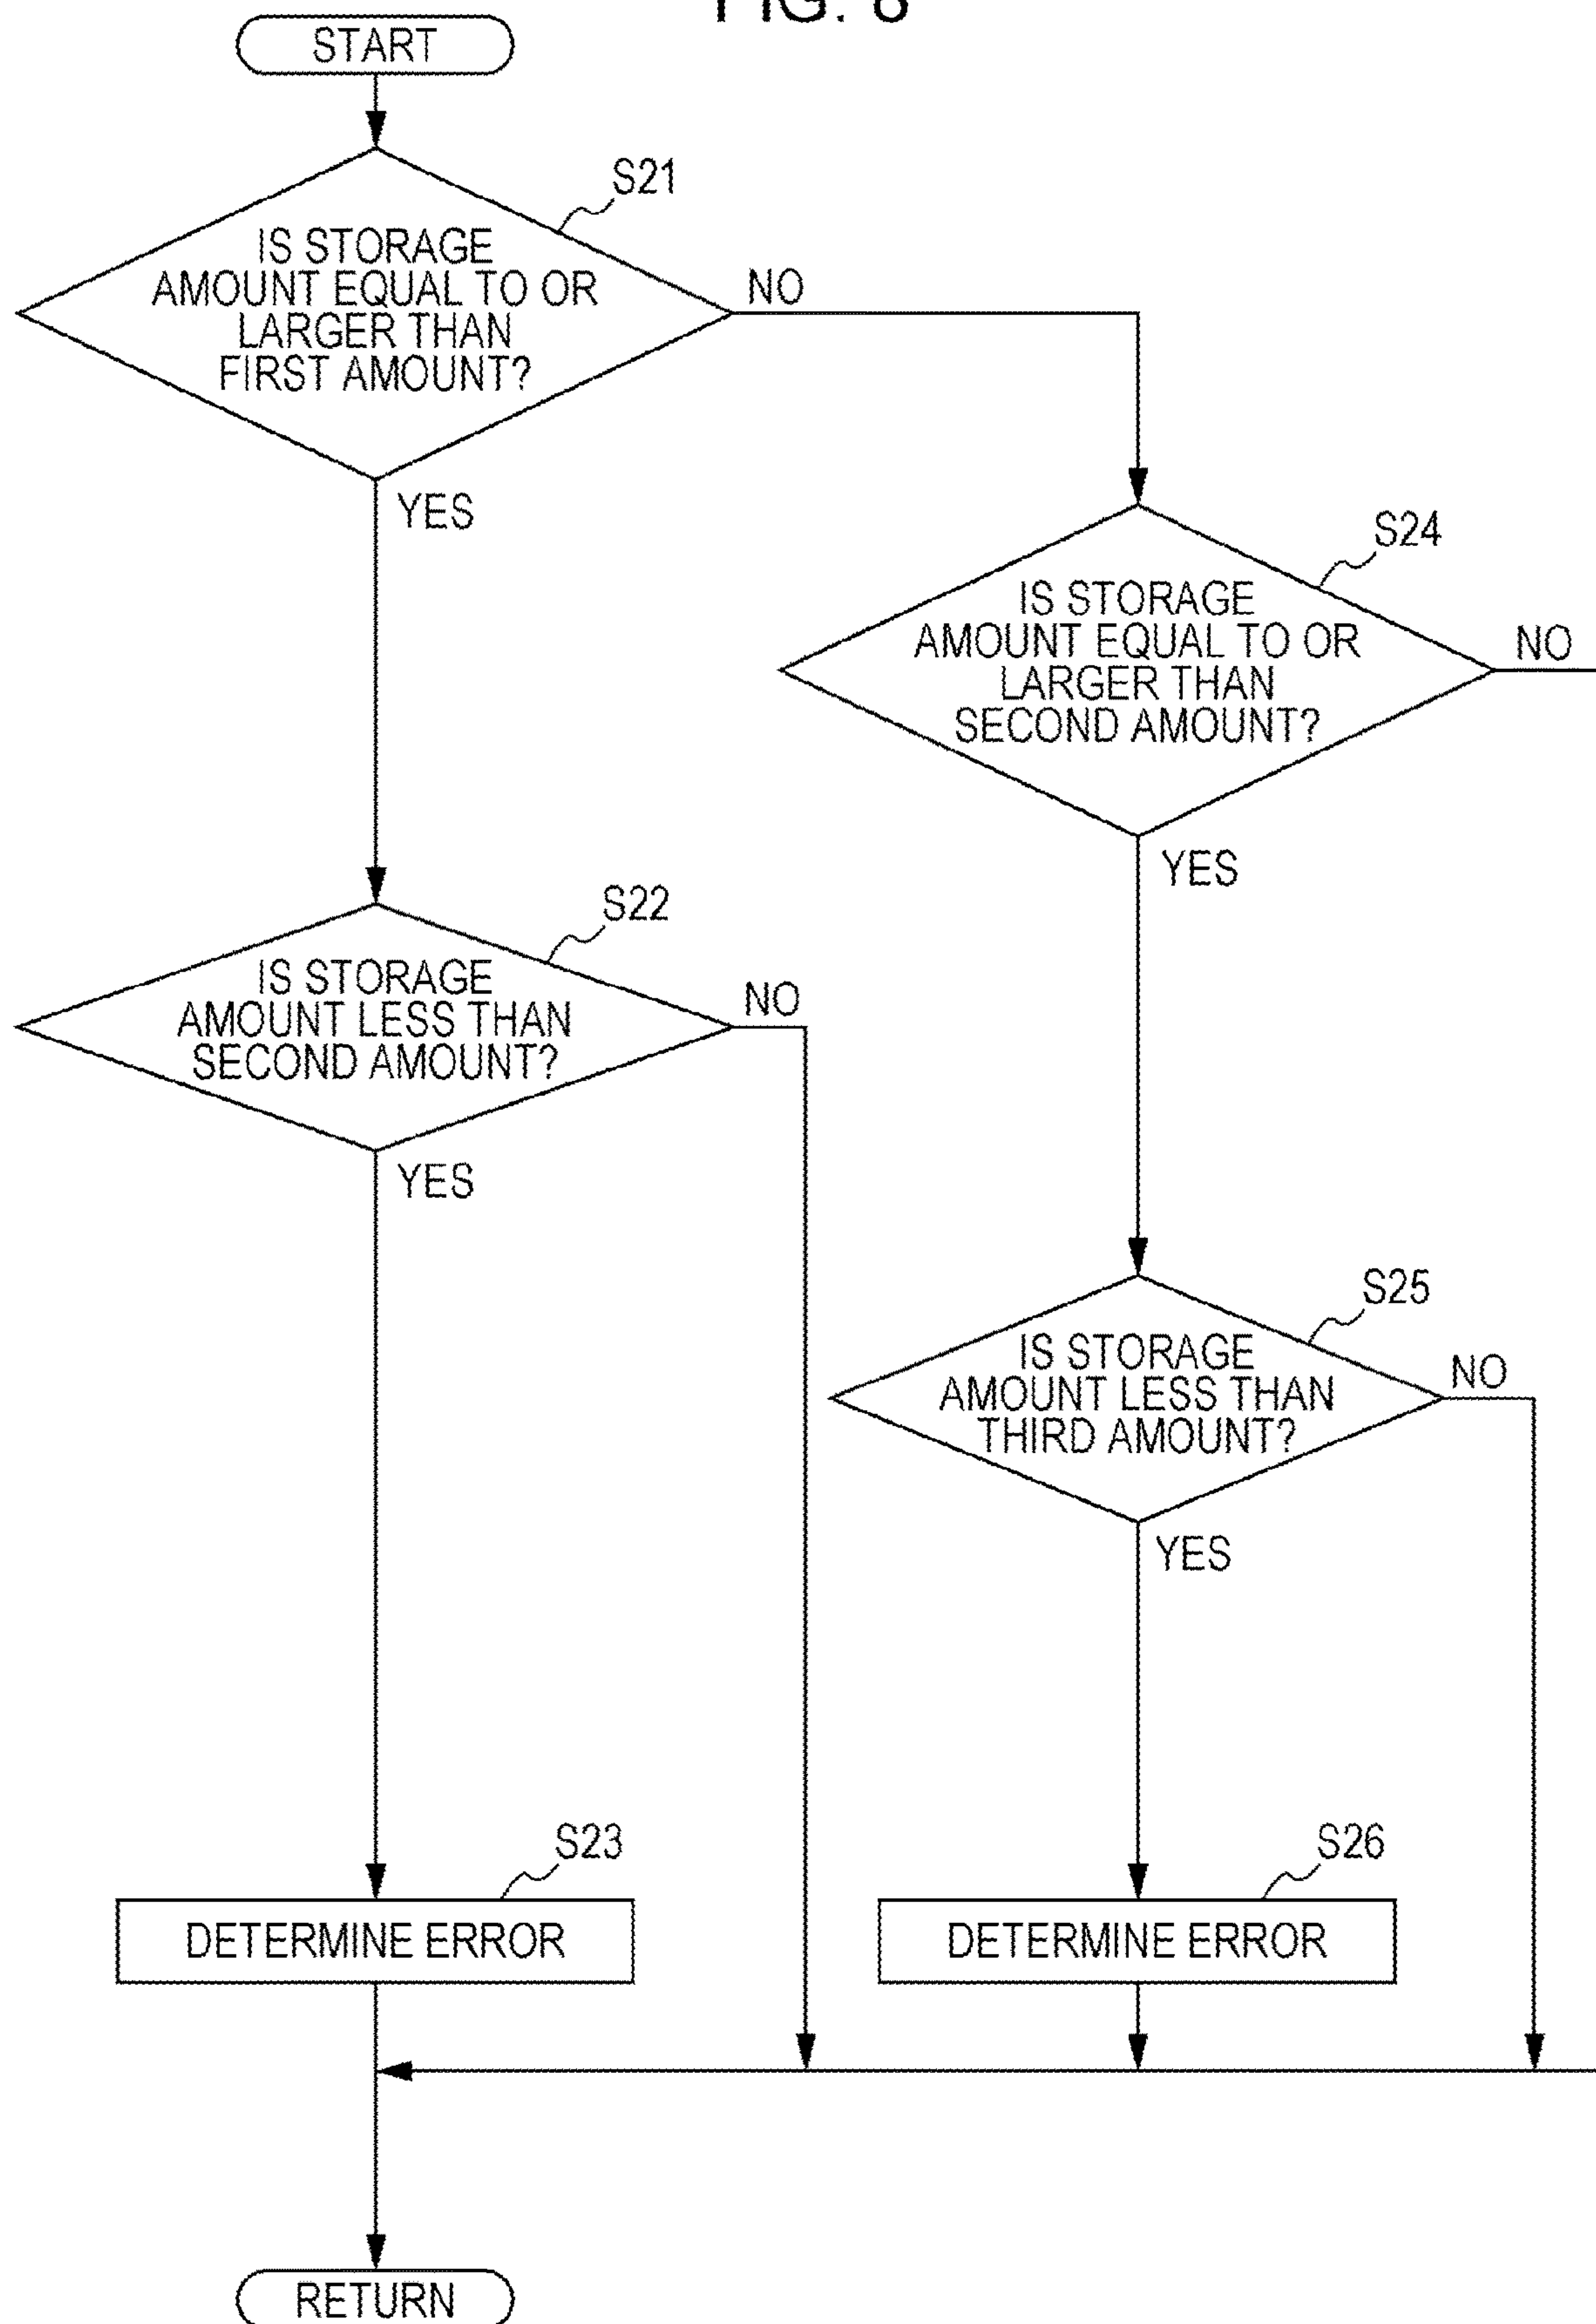 FIG. 8
START
S21
IS STORAGE
AMOUNT EQUAL TO OR
LARGER THAN
FIRST AMOUNT?
NO
YES
S24
IS STORAGE
AMOUNT EQUAL TO OR
LARGER THAN
SECOND AMOUNT?
NO
YES
S22
IS STORAGE
AMOUNT LESS THAN
SECOND AMOUNT?
NO
YES
S25
IS STORAGE
AMOUNT LESS THAN
THIRD AMOUNT?
NO
YES
S23
DETERMINE ERROR
S26
DETERMINE ERROR
RETURN